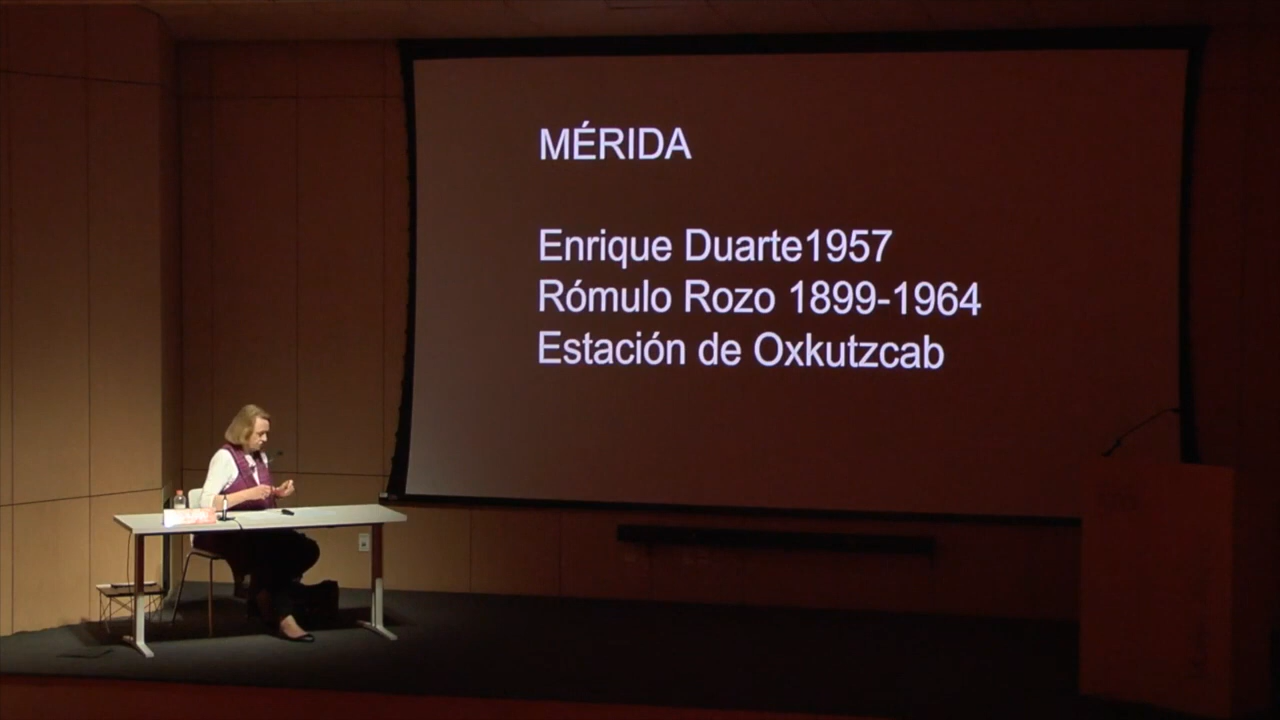 MÉRIDA
Enrique Duarte1957
Rómulo Rozo 1899-1964
Estación de Oxkutzcab